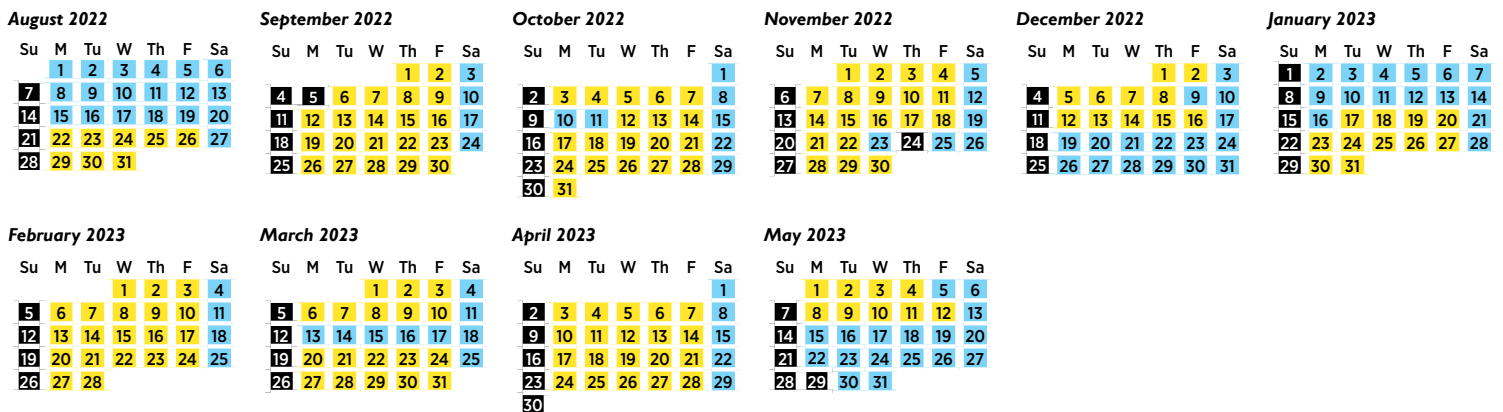 August 2022
Su M Tu W Th F Sa
1 2 3 4 5 6
7 8 9 10 11 12 13
14 15 16 17 18 19 20
21 22 23 24 25 26 27
28 29 30 31
September 2022
Su M Tu W Th F Sa
1 2 3
4 5 6 7 8 9 10
11 12 13 14 15 16 17
18 19 20 21 22 23 24
25 26 27 28 29 30
October 2022
Su M Tu W Th F Sa
1
2 3 4 5 6 7 8
9 10 11 12 13 14 15
16 17 18 19 20 21 22
23 24 25 26 27 28 29
30 31
November 2022
Su M Tu W Th F Sa
1 2 3 4 5
6 7 8 9 10 11 12
13 14 15 16 17 18 19
20 21 22 23 24 25 26
27 28 29 30
December 2022
Su M Tu W Th F Sa
1 2 3
4 5 6 7 8 9 10
11 12 13 14 15 16 17
18 19 20 21 22 23 24
25 26 27 28 29 30 31
January 2023
Su M Tu W Th F Sa
1 2 3 4 5 6 7
8 9 10 11 12 13 14
15 16 17 18 19 20 21
22 23 24 25 26 27 28
29 30 31
February 2023
Su M Tu W Th F Sa
1 2 3 4
5 6 7 8 9 10 11
12 13 14 15 16 17 18
19 20 21 22 23 24 25
26 27 28
March 2023
Su M Tu W Th F Sa
1 2 3 4
5 6 7 8 9 10 11
12 13 14 15 16 17 18
19 20 21 22 23 24 25
26 27 28 29 30 31
April 2023
Su M Tu W Th F Sa
1
2 3 4 5 6 7 8
9 10 11 12 13 14 15
16 17 18 19 20 21 22
23 24 25 26 27 28 29
30
May 2023
Su M Tu W Th F Sa
1 2 3 4 5 6
7 8 9 10 11 12 13
14 15 16 17 18 19 20
21 22 23 24 25 26 27
28 29 30 31